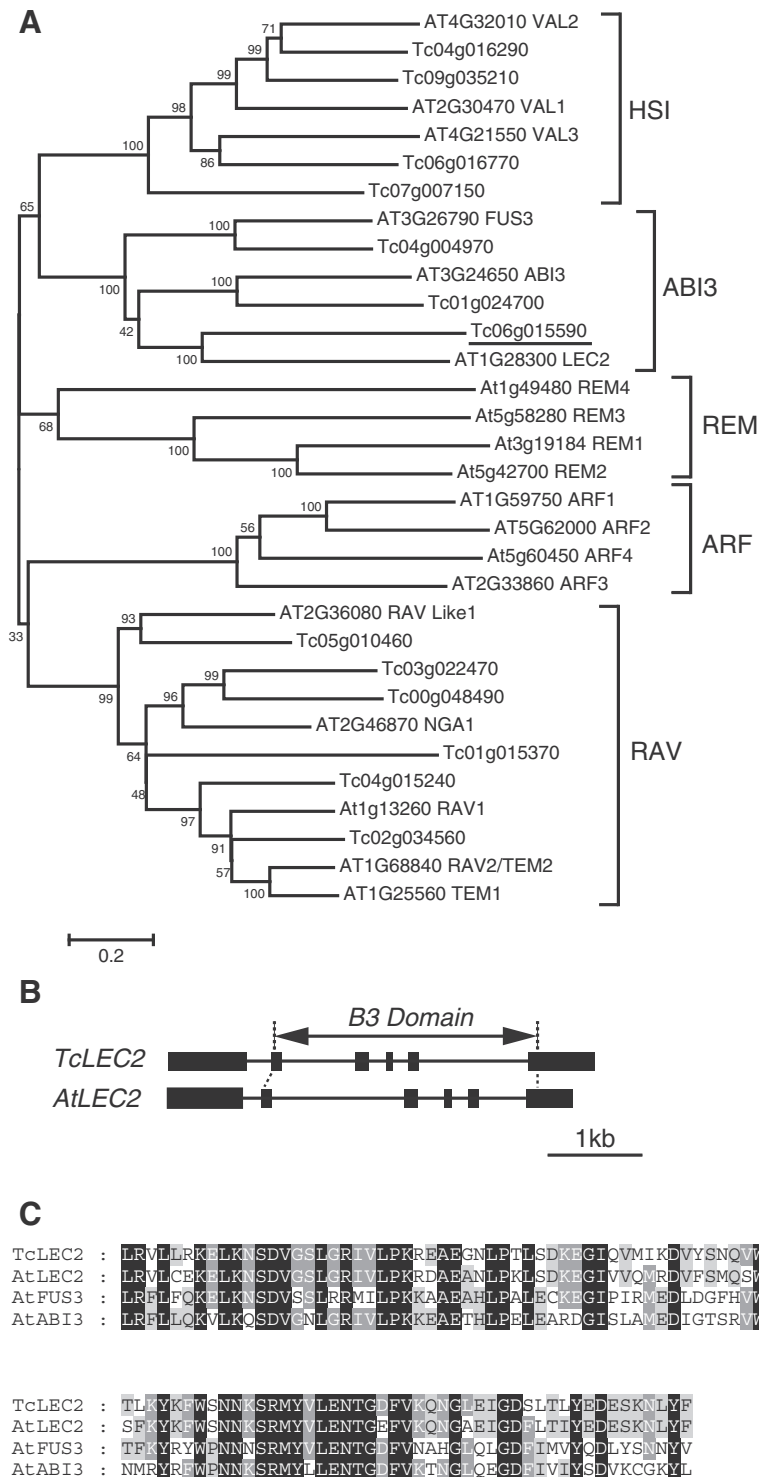 A
AT4G32010 VAL2
71
Tc04g016290
99
Tc09g035210
99
HSI
AT2G30470 VAL1
98
AT4G21550 VAL3
100
86
Tc06g016770
Tc07g007150
65
AT3G26790 FUS3
100
Tc04g004970
AT3G24650 ABI3
100
100
ABI3
Tc01g024700
42
Tc06g015590
100
AT1G28300 LEC2
At1g49480 REM4
68
At5g58280 REM3
REM
100
At3g19184 REM1
100
At5g42700 REM2
AT1G59750 ARF1
100
56
AT5G62000 ARF2
ARF
100
At5g60450 ARF4
AT2G33860 ARF3
93
AT2G36080 RAV Like1
33
Tc05g010460
99
Tc03g022470
99
96
Tc00g048490
AT2G46870 NGA1
64
Tc01g015370
RAV
48
Tc04g015240
97
At1g13260 RAV1
91
Tc02g034560
57
AT1G68840 RAV2/TEM2
100
AT1G25560 TEM1
0.2
B
B3 Domain
TcLEC2
AtLEC2
1kb
C
TcLEC2 : LRVLLRKELKNSDVGSLGRIVLPKREAEGNLPTLSDKEGIQVMIKDVYSNQVW
AtLEC2 : LRVLCEKELKNSDVGSLGRIVLPKRDAEANLPKLSDKEGIVVQMRDVFSMQSW
AtFUS3 : LRFLFQKELKNSDVSSLRRMILPKKAAEAHLPALECKEGIPIRMEDLDGFHVW
AtABI3 : LRFLLQKVLKQSDVGNLGRIVLPKKEAETHLPELEARDGISLAMEDIGTSRVW
TcLEC2 : TLKYKFWSNNKSRMYVLENTGDFVKQNGLEIGDSLTLYEDESKNLYF
AtLEC2 : SFKYKFWSNNKSRMYVLENTGEFVKQNGAEIGDFLTIYEDESKNLYF
AtFUS3 : TFKYRYWPNNNSRMYVLENTGDFVNAHGLQLGDFIMVYQDLYSNNYV
AtABI3 : NMRYRFWPNNKSRMYLLENTGDFVKTNGLQEGDFIVIYSDVKCGKYL